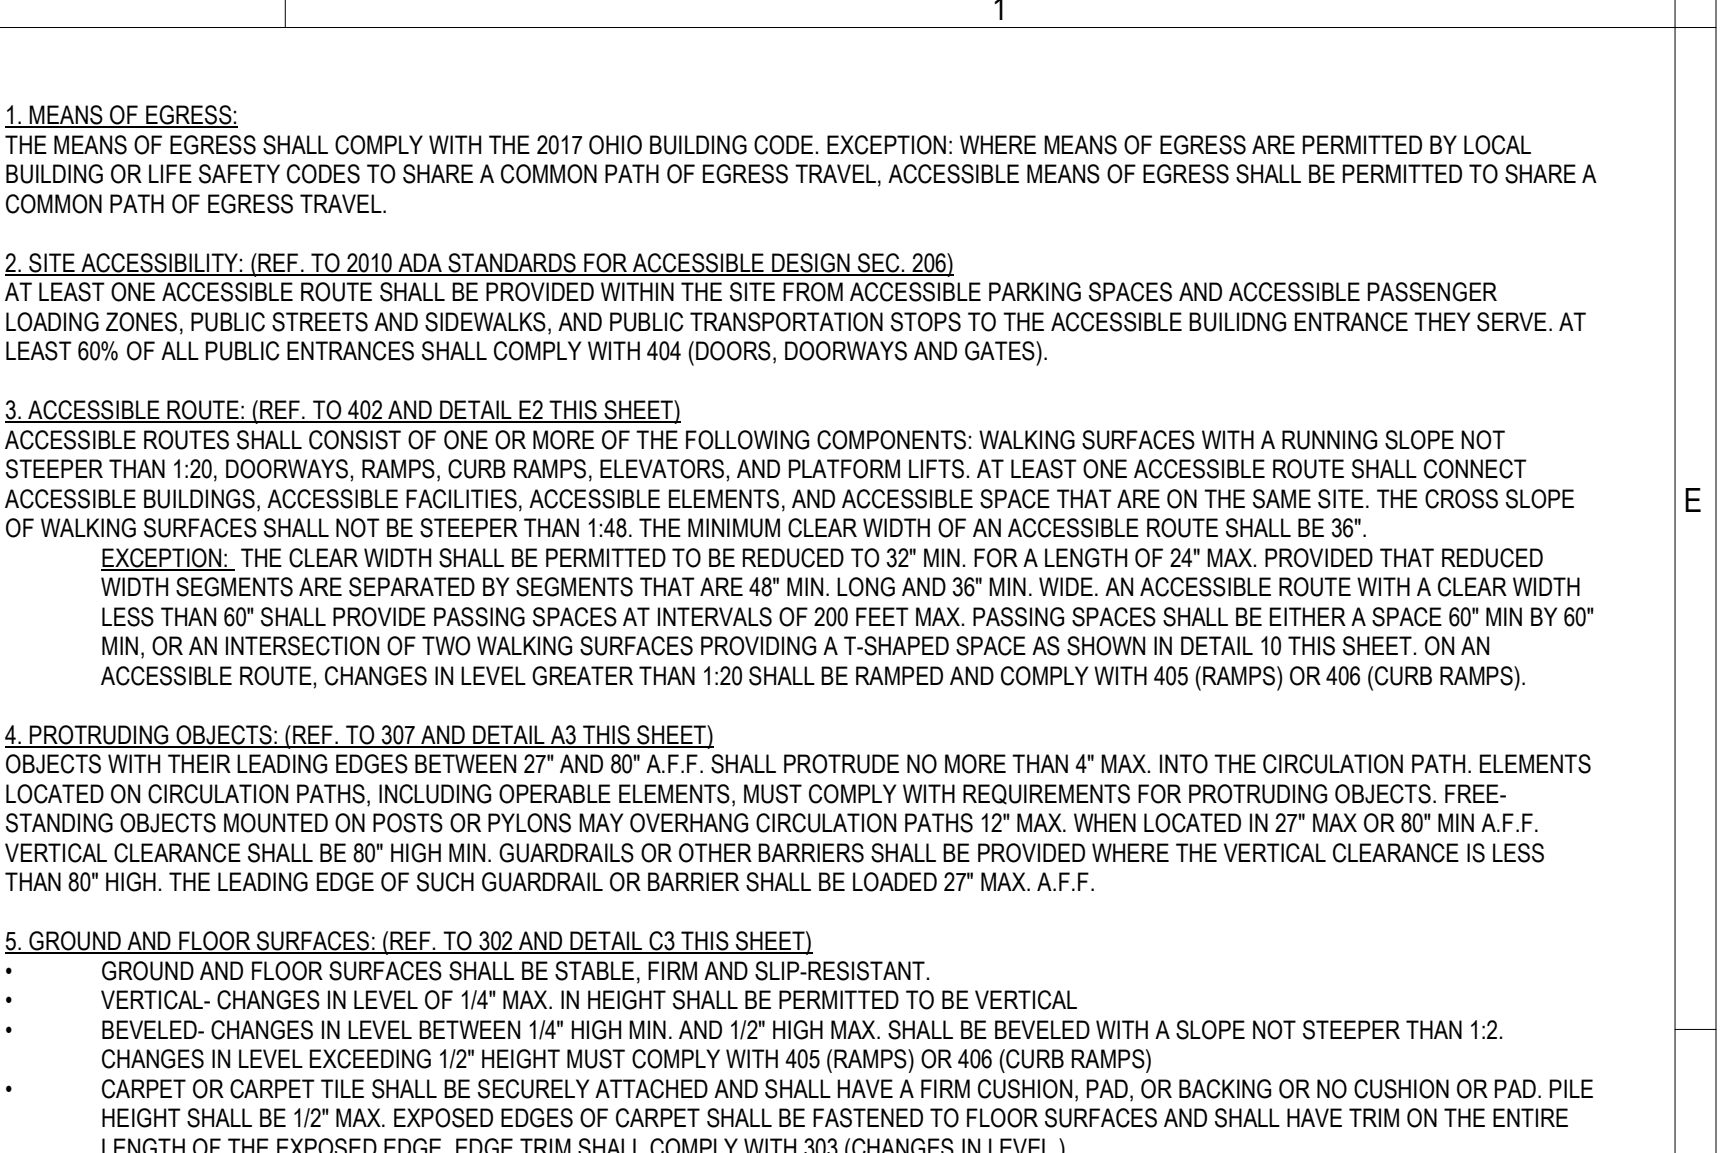 1
1. MEANS OF EGRESS:
THE MEANS OF EGRESS SHALL COMPLY WITH THE 2017 OHIO BUILDING CODE. EXCEPTION: WHERE MEANS OF EGRESS ARE PERMITTED BY LOCAL
BUILDING OR LIFE SAFETY CODES TO SHARE A COMMON PATH OF EGRESS TRAVEL, ACCESSIBLE MEANS OF EGRESS SHALL BE PERMITTED TO SHARE A
COMMON PATH OF EGRESS TRAVEL.
2. SITE ACCESSIBILITY: (REF. TO 2010 ADA STANDARDS FOR ACCESSIBLE DESIGN SEC. 206)
AT LEAST ONE ACCESSIBLE ROUTE SHALL BE PROVIDED WITHIN THE SITE FROM ACCESSIBLE PARKING SPACES AND ACCESSIBLE PASSENGER
LOADING ZONES, PUBLIC STREETS AND SIDEWALKS, AND PUBLIC TRANSPORTATION STOPS TO THE ACCESSIBLE BUILIDNG ENTRANCE THEY SERVE. AT
LEAST 60% OF ALL PUBLIC ENTRANCES SHALL COMPLY WITH 404 (DOORS, DOORWAYS AND GATES).
3. ACCESSIBLE ROUTE: (REF. TO 402 AND DETAIL E2 THIS SHEET)
ACCESSIBLE ROUTES SHALL CONSIST OF ONE OR MORE OF THE FOLLOWING COMPONENTS: WALKING SURFACES WITH A RUNNING SLOPE NOT
STEEPER THAN 1:20, DOORWAYS, RAMPS, CURB RAMPS, ELEVATORS, AND PLATFORM LIFTS. AT LEAST ONE ACCESSIBLE ROUTE SHALL CONNECT
ACCESSIBLE BUILDINGS, ACCESSIBLE FACILITIES, ACCESSIBLE ELEMENTS, AND ACCESSIBLE SPACE THAT ARE ON THE SAME SITE. THE CROSS SLOPE
OF WALKING SURFACES SHALL NOT BE STEEPER THAN 1:48. THE MINIMUM CLEAR WIDTH OF AN ACCESSIBLE ROUTE SHALL BE 36".
EXCEPTION: THE CLEAR WIDTH SHALL BE PERMITTED TO BE REDUCED TO 32" MIN. FOR A LENGTH OF 24" MAX. PROVIDED THAT REDUCED
WIDTH SEGMENTS ARE SEPARATED BY SEGMENTS THAT ARE 48" MIN. LONG AND 36" MIN. WIDE. AN ACCESSIBLE ROUTE WITH A CLEAR WIDTH
LESS THAN 60" SHALL PROVIDE PASSING SPACES AT INTERVALS OF 200 FEET MAX. PASSING SPACES SHALL BE EITHER A SPACE 60" MIN BY 60"
MIN, OR AN INTERSECTION OF TWO WALKING SURFACES PROVIDING A T-SHAPED SPACE AS SHOWN IN DETAIL 10 THIS SHEET. ON AN
ACCESSIBLE ROUTE, CHANGES IN LEVEL GREATER THAN 1:20 SHALL BE RAMPED AND COMPLY WITH 405 (RAMPS) OR 406 (CURB RAMPS).
4. PROTRUDING OBJECTS: (REF. TO 307 AND DETAIL A3 THIS SHEET)
OBJECTS WITH THEIR LEADING EDGES BETWEEN 27" AND 80" A.F.F. SHALL PROTRUDE NO MORE THAN 4" MAX. INTO THE CIRCULATION PATH. ELEMENTS
LOCATED ON CIRCULATION PATHS, INCLUDING OPERABLE ELEMENTS, MUST COMPLY WITH REQUIREMENTS FOR PROTRUDING OBJECTS. FREE-
STANDING OBJECTS MOUNTED ON POSTS OR PYLONS MAY OVERHANG CIRCULATION PATHS 12" MAX. WHEN LOCATED IN 27" MAX OR 80" MIN A.F.F.
VERTICAL CLEARANCE SHALL BE 80" HIGH MIN. GUARDRAILS OR OTHER BARRIERS SHALL BE PROVIDED WHERE THE VERTICAL CLEARANCE IS LESS
THAN 80" HIGH. THE LEADING EDGE OF SUCH GUARDRAIL OR BARRIER SHALL BE LOADED 27" MAX. A.F.F.
5. GROUND AND FLOOR SURFACES: (REF. TO 302 AND DETAIL C3 THIS SHEET)
• GROUND AND FLOOR SURFACES SHALL BE STABLE, FIRM AND SLIP-RESISTANT.
• VERTICAL- CHANGES IN LEVEL OF 1/4" MAX. IN HEIGHT SHALL BE PERMITTED TO BE VERTICAL
• BEVELED- CHANGES IN LEVEL BETWEEN 1/4" HIGH MIN. AND 1/2" HIGH MAX. SHALL BE BEVELED WITH A SLOPE NOT STEEPER THAN 1:2.
CHANGES IN LEVEL EXCEEDING 1/2" HEIGHT MUST COMPLY WITH 405 (RAMPS) OR 406 (CURB RAMPS)
• CARPET OR CARPET TILE SHALL BE SECURELY ATTACHED AND SHALL HAVE A FIRM CUSHION, PAD, OR BACKING OR NO CUSHION OR PAD. PILE
HEIGHT SHALL BE 1/2" MAX. EXPOSED EDGES OF CARPET SHALL BE FASTENED TO FLOOR SURFACES AND SHALL HAVE TRIM ON THE ENTIRE
LENGTH OF THE EXPOSED EDGE. EDGE TRIM SHALL COMPLY WITH 303 (CHANGES IN LEVEL )
E